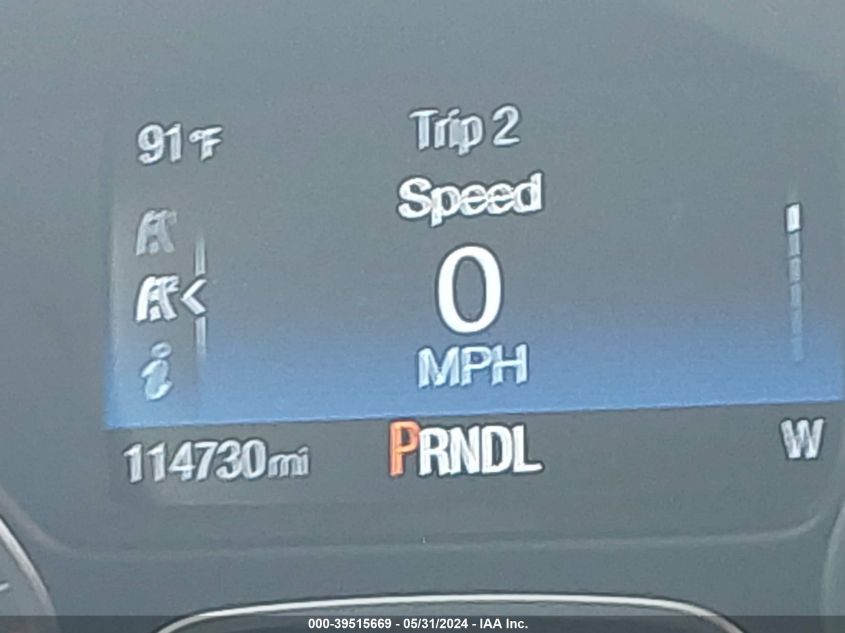 91°F
Trip 2
Speed
0
MPH
i
114730mi
PRNDL
W
000-39515669 - 05/31/2024 - IAA Inc.